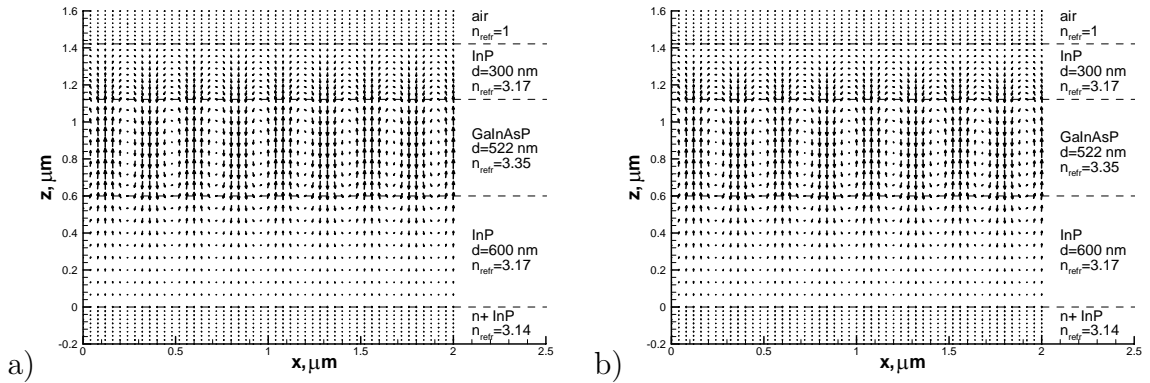 a)
z, μm
1.6
1.4
1.2
1
0.8
0.6
0.4
0.2
0
-0.2
0
0.5
1
1.5
2
2.5
x, μm
air
n_refr=1
InP
d=300 nm
n_refr=3.17
GaInAsP
d=522 nm
n_refr=3.35
InP
d=600 nm
n_refr=3.17
n+ InP
n_refr=3.14
b)
z, μm
1.6
1.4
1.2
1
0.8
0.6
0.4
0.2
0
-0.2
0
0.5
1
1.5
2
2.5
x, μm
air
n_refr=1
InP
d=300 nm
n_refr=3.17
GaInAsP
d=522 nm
n_refr=3.35
InP
d=600 nm
n_refr=3.17
n+ InP
n_refr=3.14